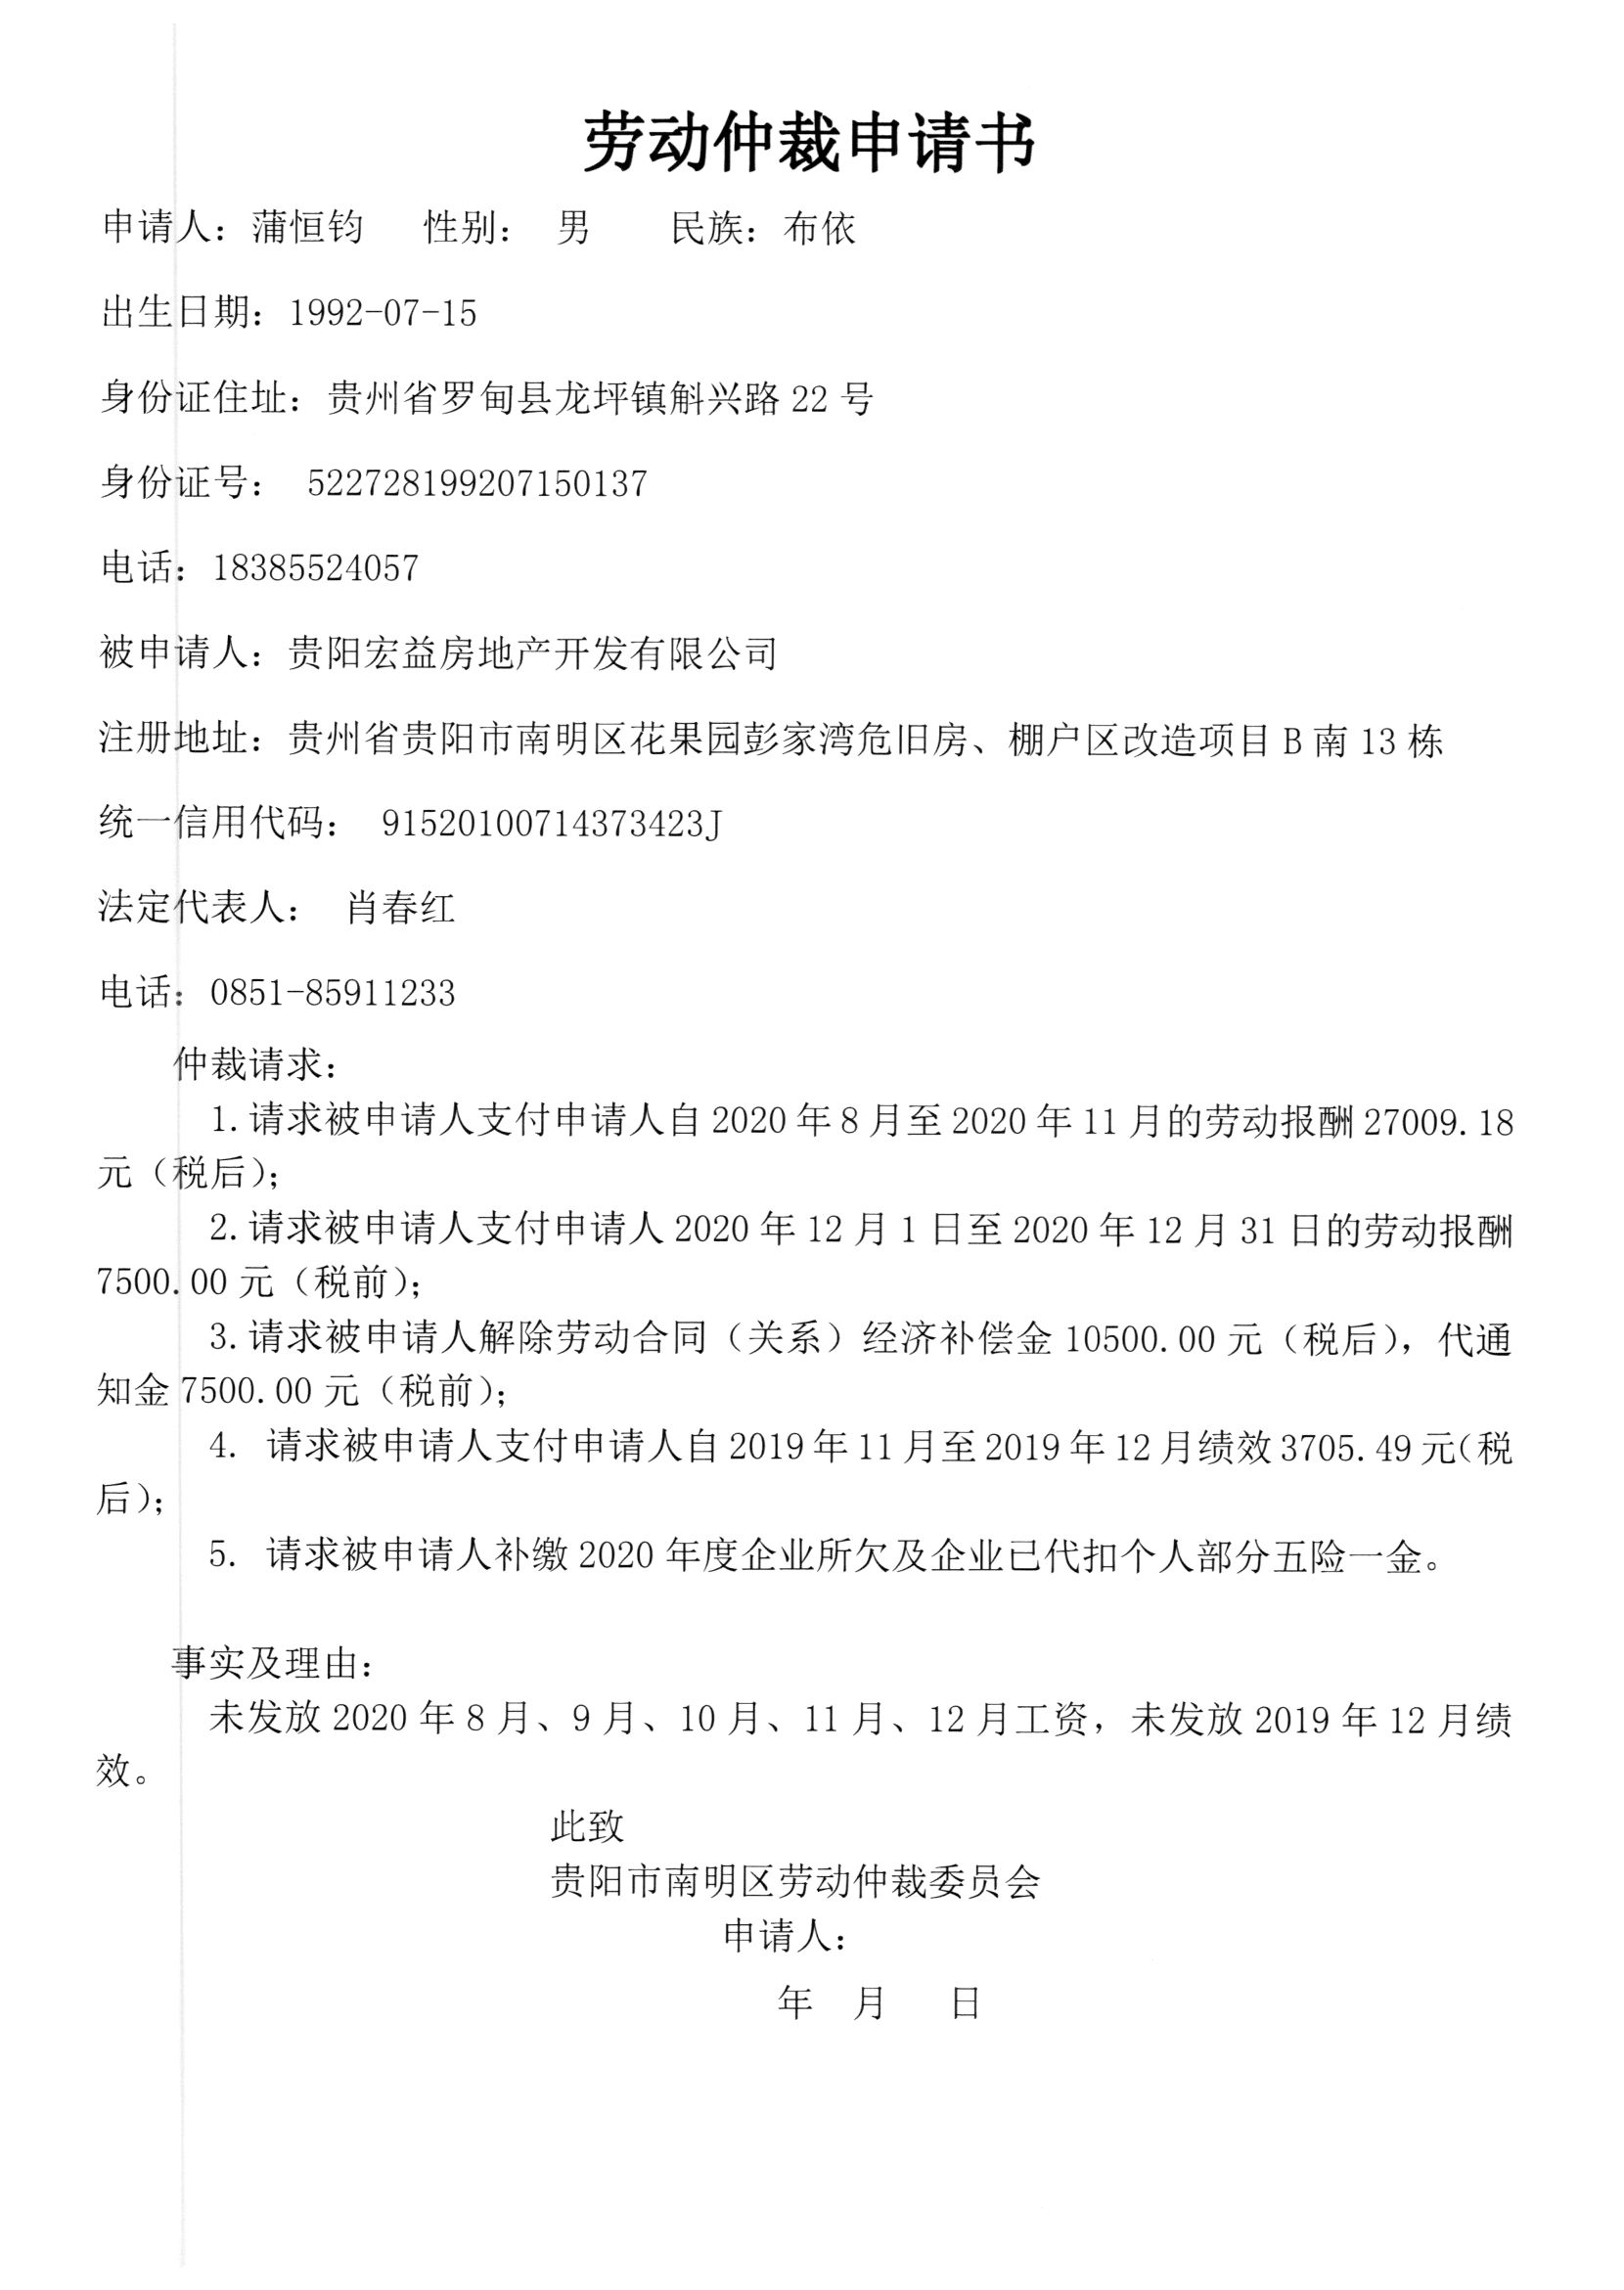 劳动仲裁申请书
申请人：蒲恒钧 性别： 男 民族：布依
出生日期：1992-07-15
身份证住址：贵州省罗甸县龙坪镇斛兴路 22 号
身份证号： 522728199207150137
电话：18385524057
被申请人：贵阳宏益房地产开发有限公司
注册地址：贵州省贵阳市南明区花果园彭家湾危旧房、棚户区改造项目 B 南 13 栋
统一信用代码： 91520100714373423J
法定代表人： 肖春红
电话：0851-85911233
仲裁请求：
1.请求被申请人支付申请人自 2020 年 8 月至 2020 年 11 月的劳动报酬 27009.18
元（税后）；
2.请求被申请人支付申请人 2020 年 12 月 1 日至 2020 年 12 月 31 日的劳动报酬
7500.00 元（税前）；
3.请求被申请人解除劳动合同（关系）经济补偿金 10500.00 元（税后），代通
知金 7500.00 元（税前）；
4. 请求被申请人支付申请人自 2019 年 11 月至 2019 年 12 月绩效 3705.49 元（税
后）；
5. 请求被申请人补缴 2020 年度企业所欠及企业已代扣个人部分五险一金。
事实及理由：
未发放 2020 年 8 月、9 月、10 月、11 月、12 月工资，未发放 2019 年 12 月绩
效。
此致
贵阳市南明区劳动仲裁委员会
申请人：
年 月 日